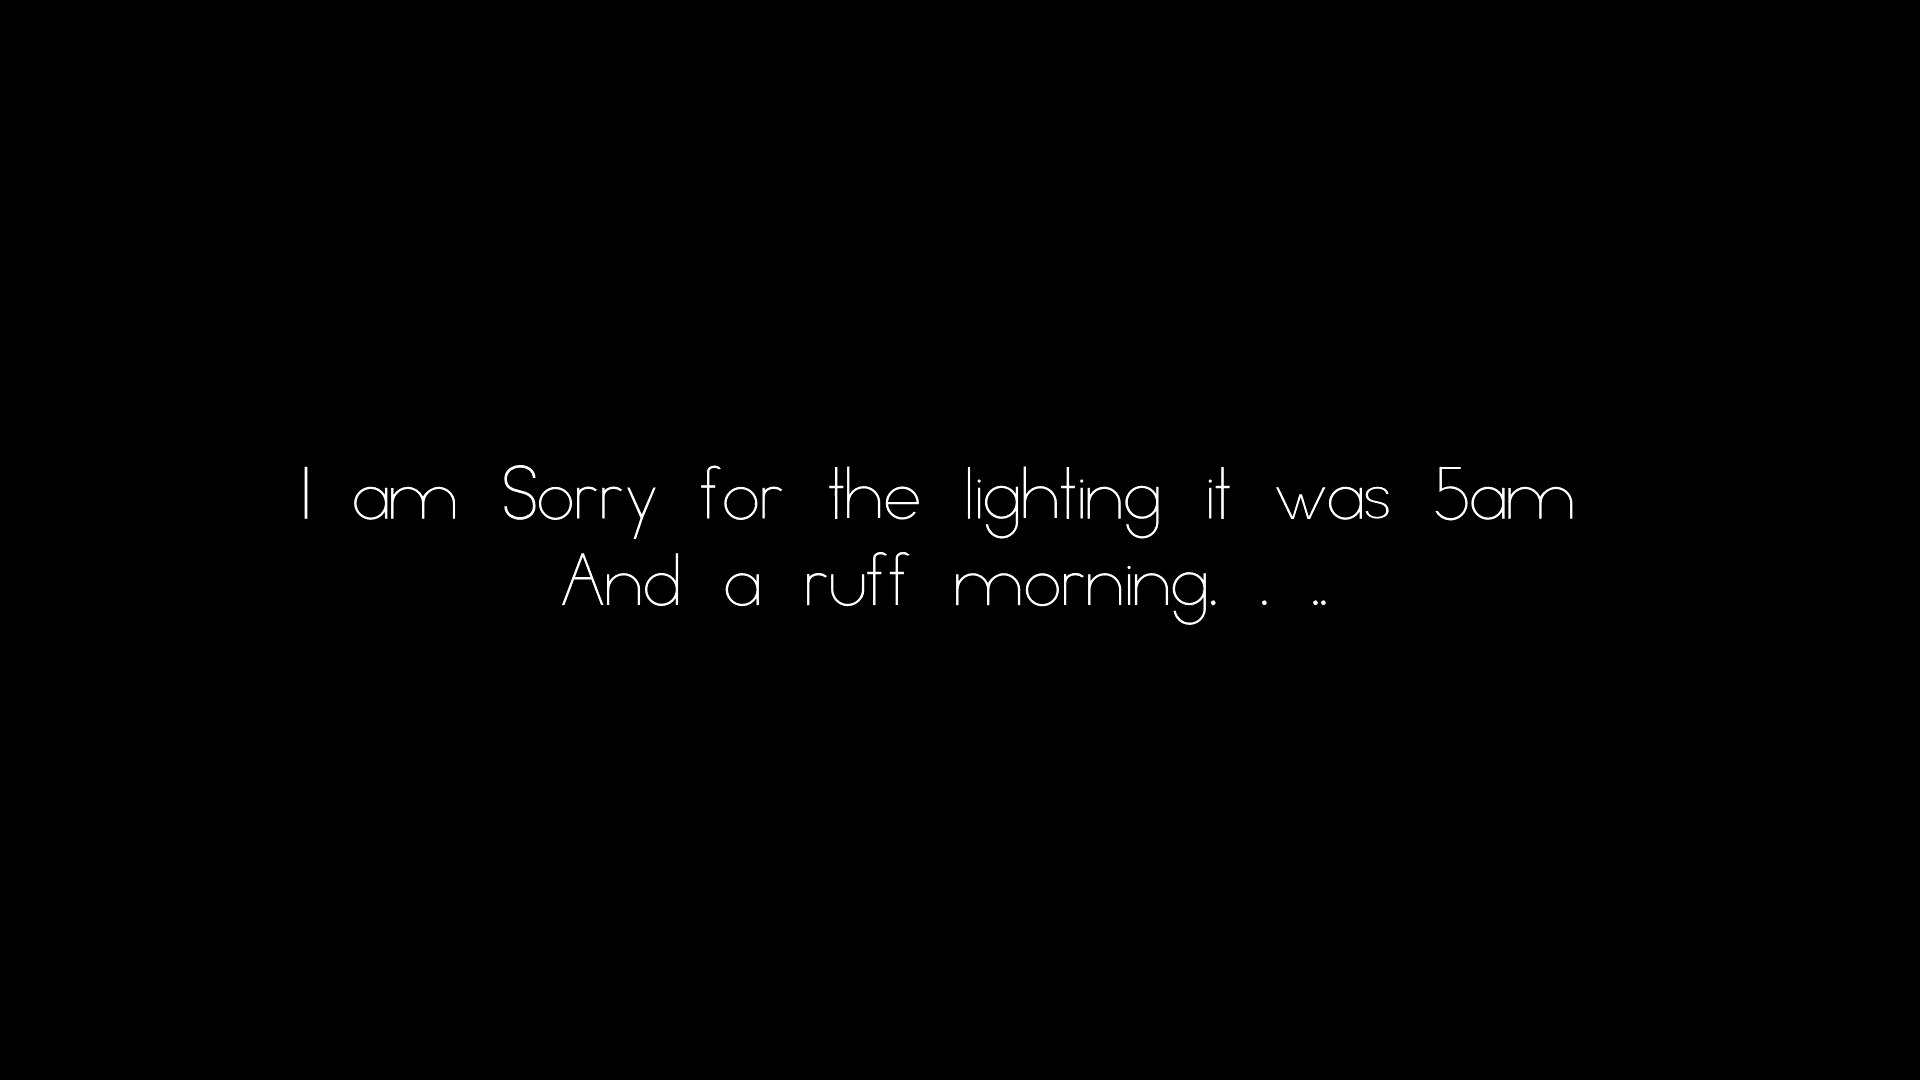 I am Sorry for the lighting it was 5am
And a ruff morning. . ..